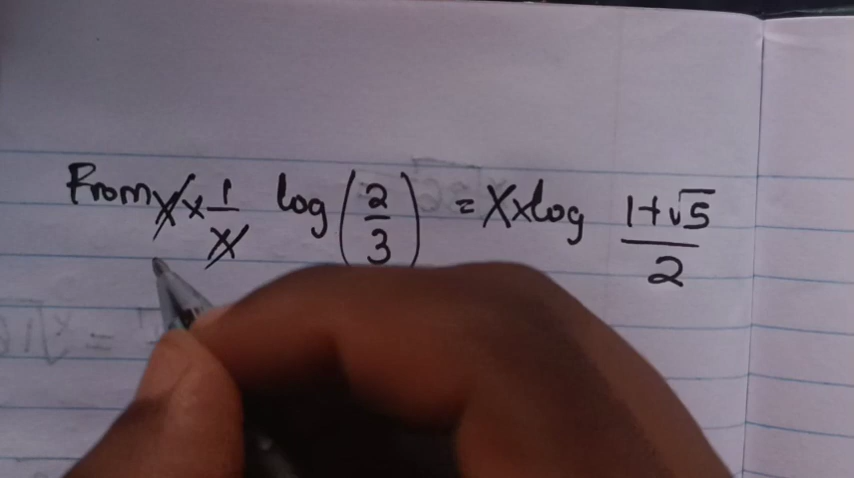 From x × 1/x log(2/3) = x × log (1+√5)/2